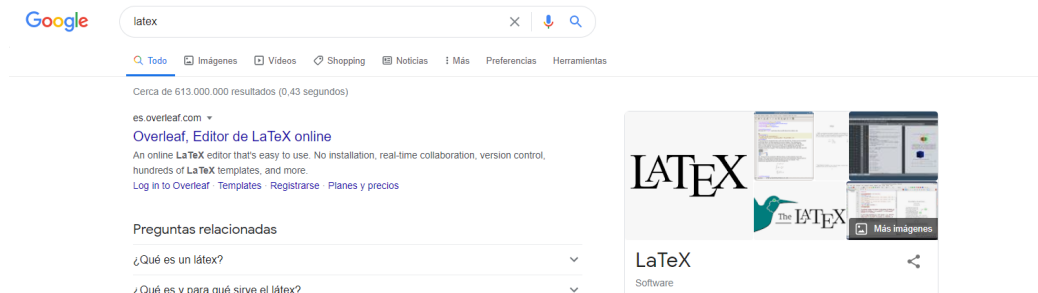 Google
latex
Todo Imágenes Vídeos Shopping Noticias Más Preferencias Herramientas
Cerca de 613.000.000 resultados (0,43 segundos)
es.overleaf.com
Overleaf, Editor de LaTeX online
An online LaTeX editor that's easy to use. No installation, real-time collaboration, version control,
hundreds of LaTeX templates, and more.
Log in to Overleaf · Templates · Registrarse · Planes y precios
Preguntas relacionadas
¿Qué es un látex?
¿Qué es y para qué sirve el látex?
LATEX
The LATEX
Más imágenes
LaTeX
Software